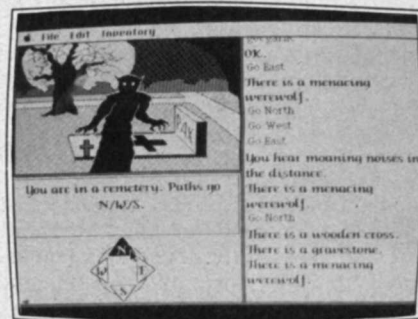 File Edit Inventory
OK.
Go East
There is a menacing
werewolf.
Go North
Go West
Go East
You hear moaning noises in
the distance.
There is a menacing
werewolf.
Go North
There is a wooden cross.
There is a gravestone.
There is a menacing
werewolf.
You are in a cemetery. Paths go
N/W/S.
N
W
S